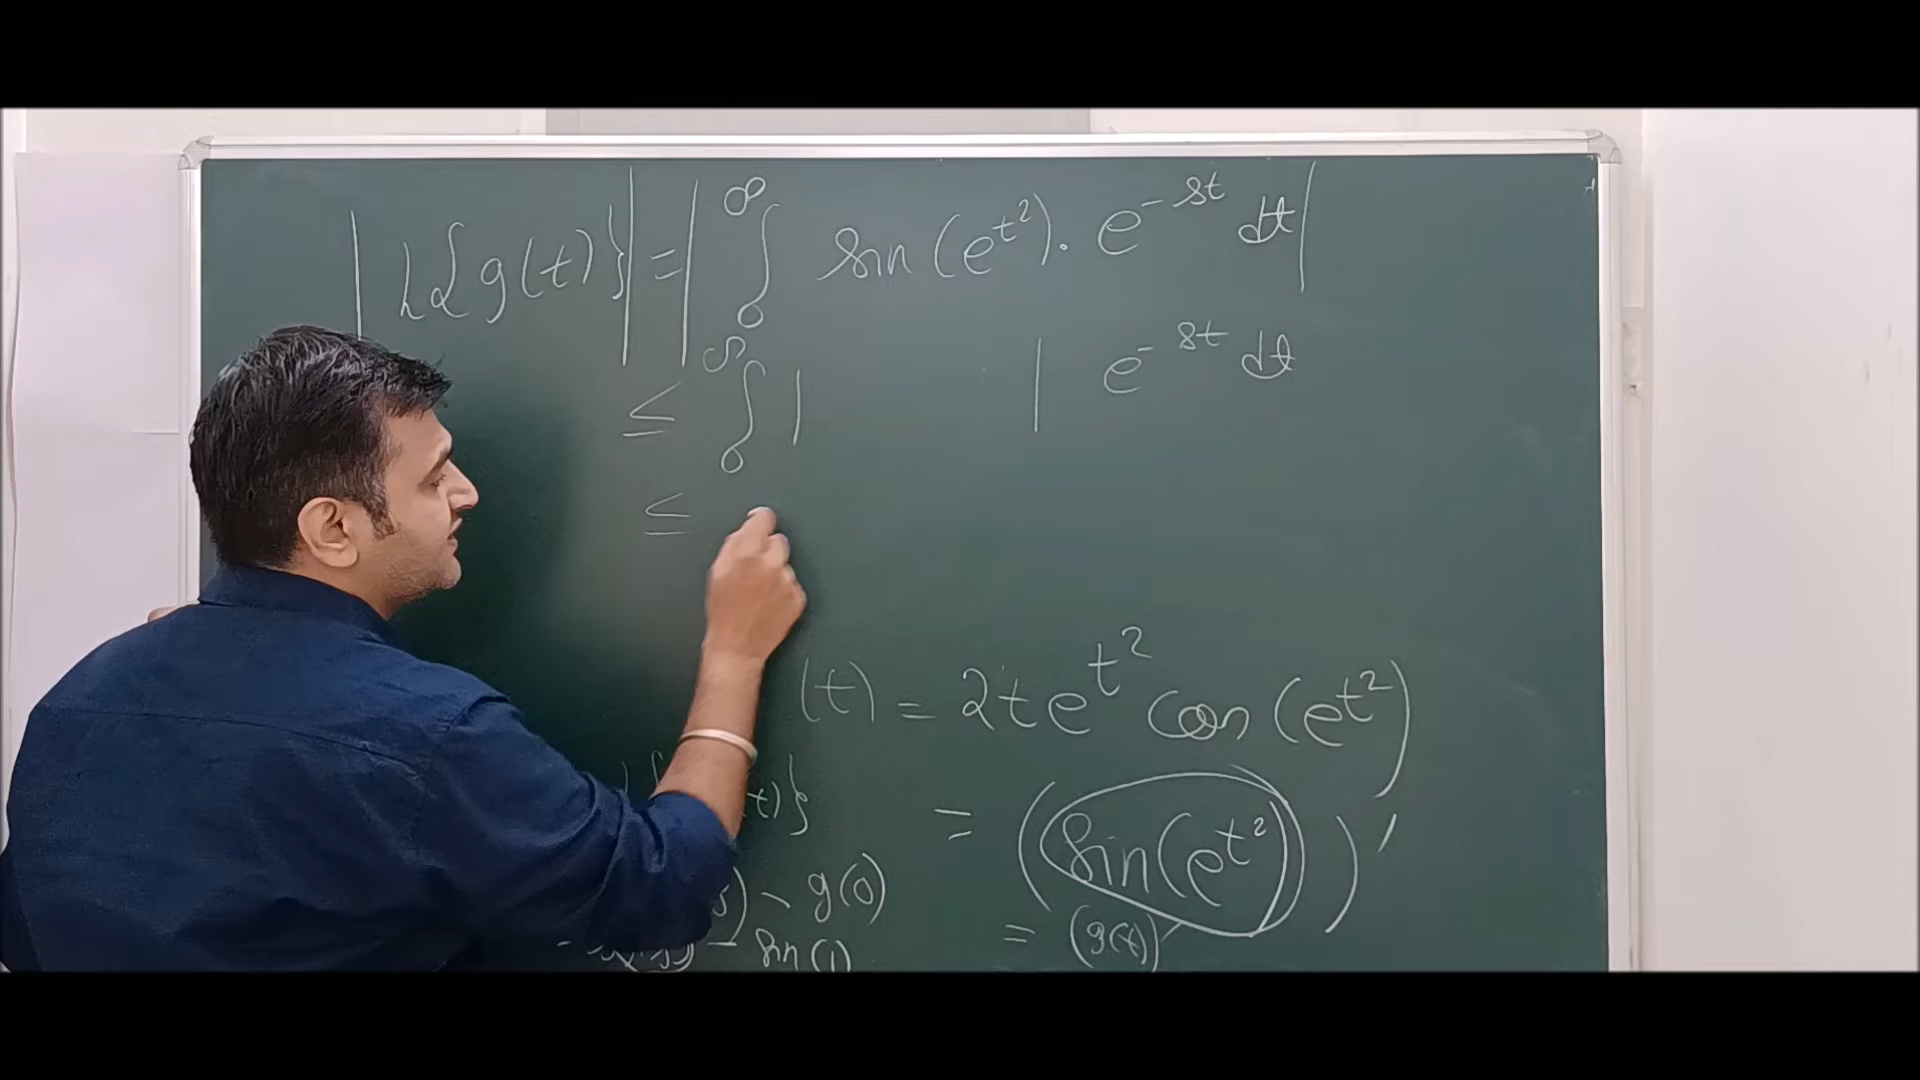 |L{g(t)}| = |∫₀^∞ sin(e^{t²}). e^{-st} dt|
≤ ∫₀^∞ | | e^{-st} dt
≤
(t) = 2te^{t²} cos(e^{t²})
t)} = (sin(e^{t²}))'
s) - g(0) = (g(t))'
- sin(1)